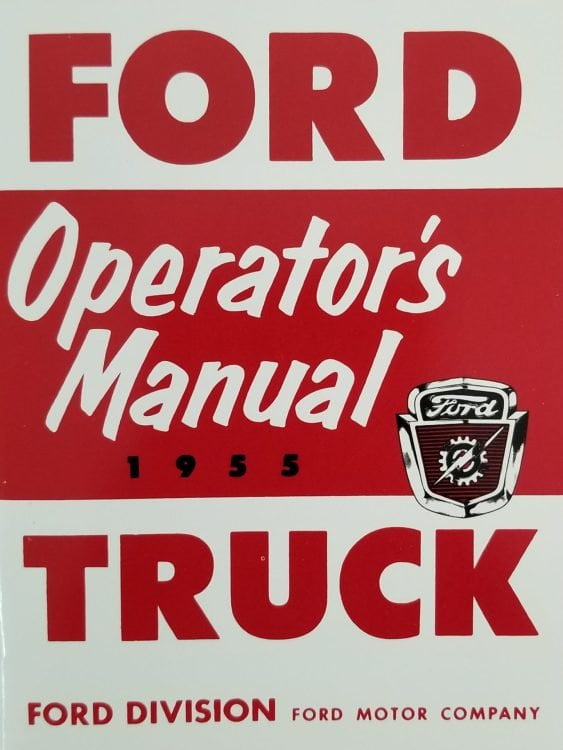 FORD
Operator's
Manual
1955
Ford
TRUCK
FORD DIVISION FORD MOTOR COMPANY